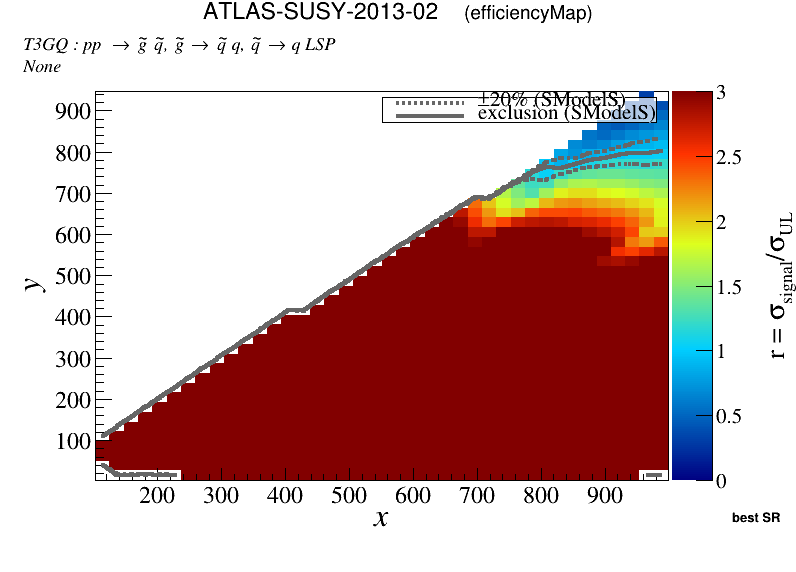 ATLAS-SUSY-2013-02 (efficiencyMap)
T3GQ : pp → g̃ q̃, g̃ → q̃ q, q̃ → q LSP
None
±20% (SModelS)
exclusion (SModelS)
900
800
700
600
500
400
300
200
100
y
200 300 400 500 600 700 800 900
x
3
2.5
2
1.5
1
0.5
0
r = σsignal/σUL
best SR